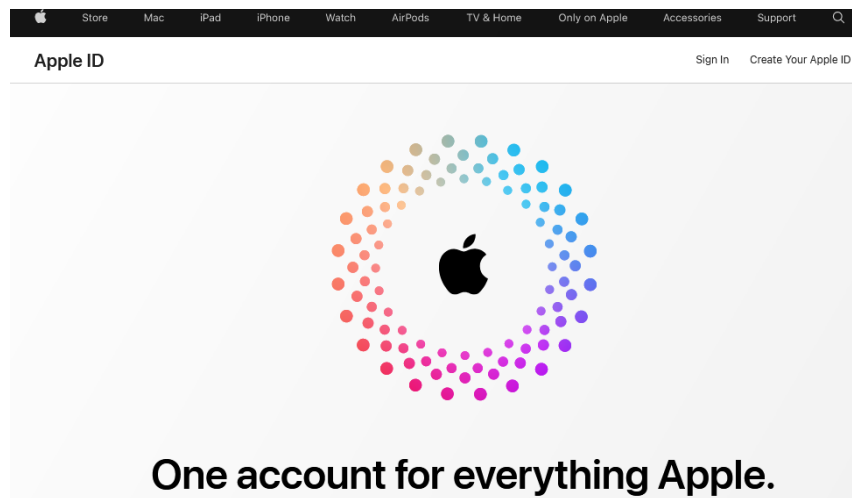 Store Mac iPad iPhone Watch AirPods TV & Home Only on Apple Accessories Support
Apple ID Sign In Create Your Apple ID
One account for everything Apple.